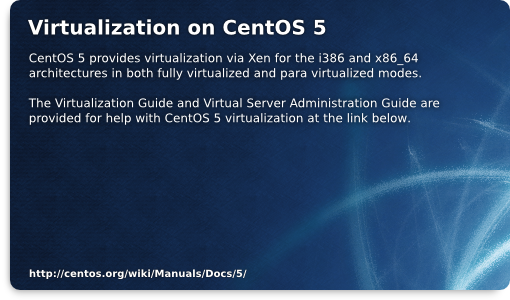 Virtualization on CentOS 5
CentOS 5 provides virtualization via Xen for the i386 and x86_64
architectures in both fully virtualized and para virtualized modes.
The Virtualization Guide and Virtual Server Administration Guide are
provided for help with CentOS 5 virtualization at the link below.
http://centos.org/wiki/Manuals/Docs/5/